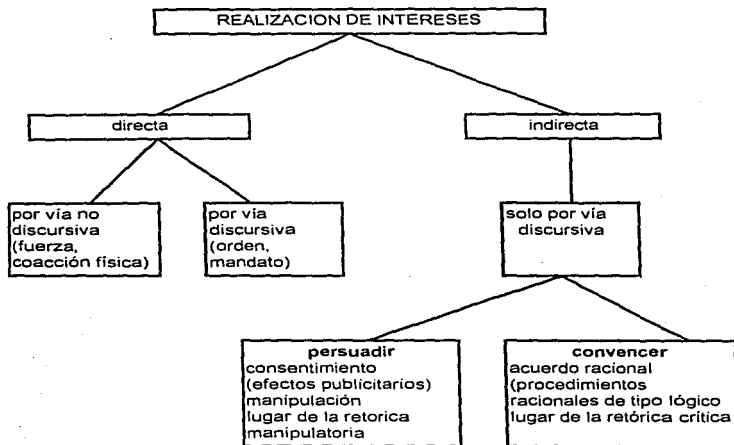 REALIZACION DE INTERESES
directa
indirecta
por vía no
discursiva
(fuerza,
coacción física)
por vía
discursiva
(orden,
mandato)
solo por vía
discursiva
persuadir
consentimiento
(efectos publicitarios)
manipulación
lugar de la retorica
manipulatoria
convencer
acuerdo racional
(procedimientos
racionales de tipo lógico
lugar de la retórica crítica